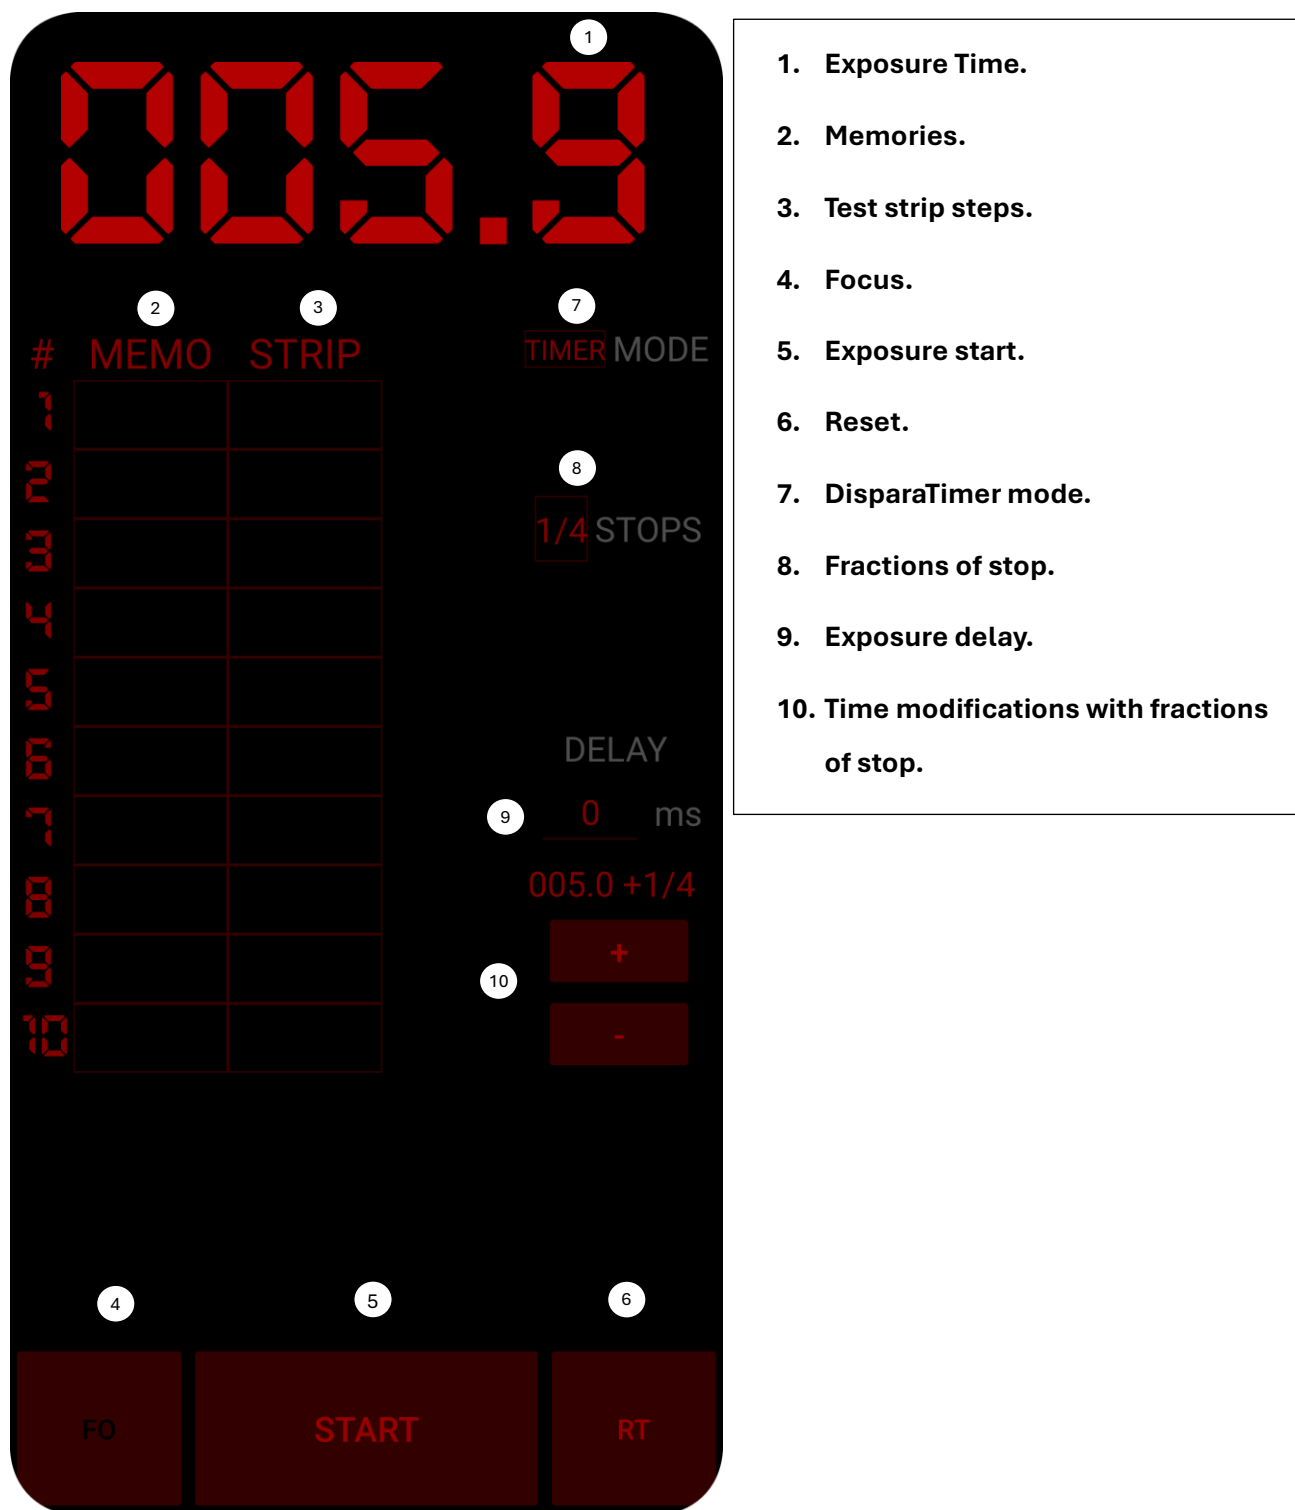 1
005.9
2
3
7
# MEMO STRIP
TIMER MODE
1
2
3
4
5
6
7
8
9
10
8
1/4 STOPS
DELAY
9
0 ms
005.0 +1/4
+
10
-
4
5
6
FO
START
RT
1. Exposure Time.
2. Memories.
3. Test strip steps.
4. Focus.
5. Exposure start.
6. Reset.
7. DisparaTimer mode.
8. Fractions of stop.
9. Exposure delay.
10. Time modifications with fractions
of stop.